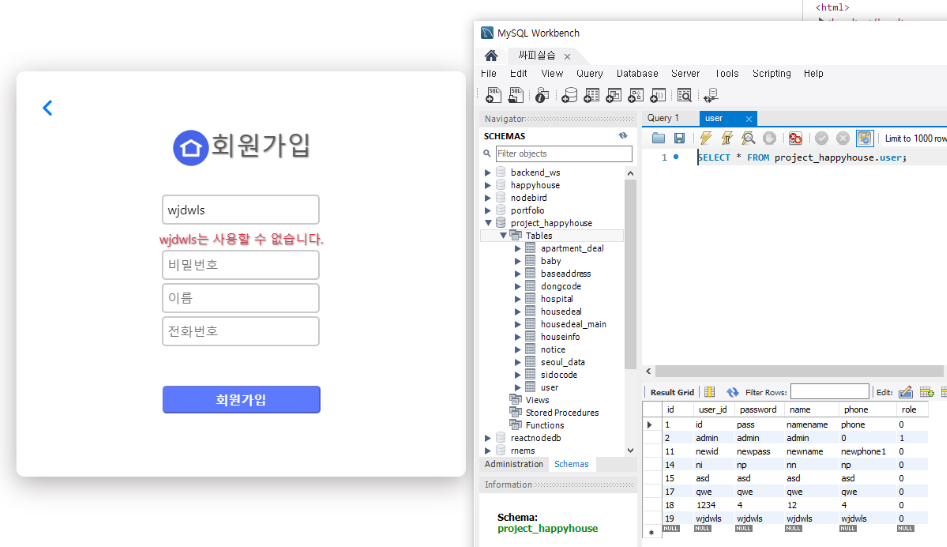 회원가입
wjdwls
wjdwls는 사용할 수 없습니다.
비밀번호
이름
전화번호
회원가입
<html>
MySQL Workbench
싸피실습
File Edit View Query Database Server Tools Scripting Help
Navigator
SCHEMAS
Filter objects
backend_ws
happyhouse
nodebird
portfolio
project_happyhouse
Tables
apartment_deal
baby
baseaddress
dongcode
hospital
housedeal
housedeal_main
houseinfo
notice
seoul_data
sidocode
user
Views
Stored Procedures
Functions
reactnodedb
rnems
Administration Schemas
Information
Schema:
project_happyhouse
Query 1 user
Limit to 1000 row
1 SELECT * FROM project_happyhouse.user;
Result Grid Filter Rows: Edit:
id user_id password name phone role
1 id pass namename phone 0
2 admin admin admin 0 1
11 newid newpass newname newphone1 0
14 ni np nn np 0
15 asd asd asd asd 0
17 qwe qwe qwe qwe 0
18 1234 4 12 4 0
19 wjdwls wjdwls wjdwls wjdwls 0
NULL NULL NULL NULL NULL NULL